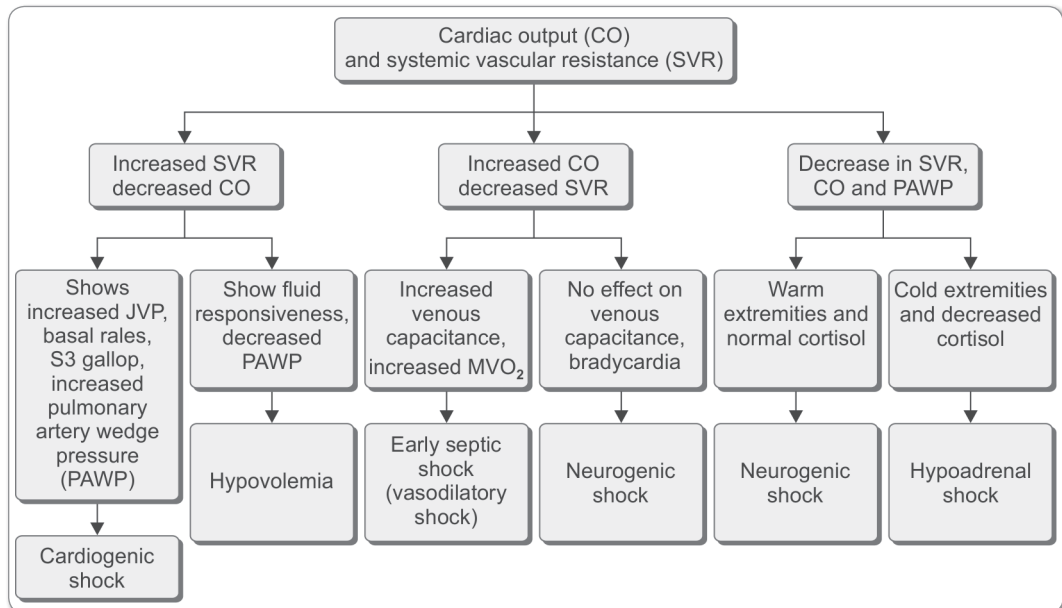 Cardiac output (CO)
and systemic vascular resistance (SVR)
Increased SVR
decreased CO
Increased CO
decreased SVR
Decrease in SVR,
CO and PAWP
Shows
increased JVP,
basal rales,
S3 gallop,
increased
pulmonary
artery wedge
pressure
(PAWP)
Show fluid
responsiveness,
decreased
PAWP
Increased
venous
capacitance,
increased MVO₂
No effect on
venous
capacitance,
bradycardia
Warm
extremities and
normal cortisol
Cold extremities
and decreased
cortisol
Cardiogenic
shock
Hypovolemia
Early septic
shock
(vasodilatory
shock)
Neurogenic
shock
Neurogenic
shock
Hypoadrenal
shock